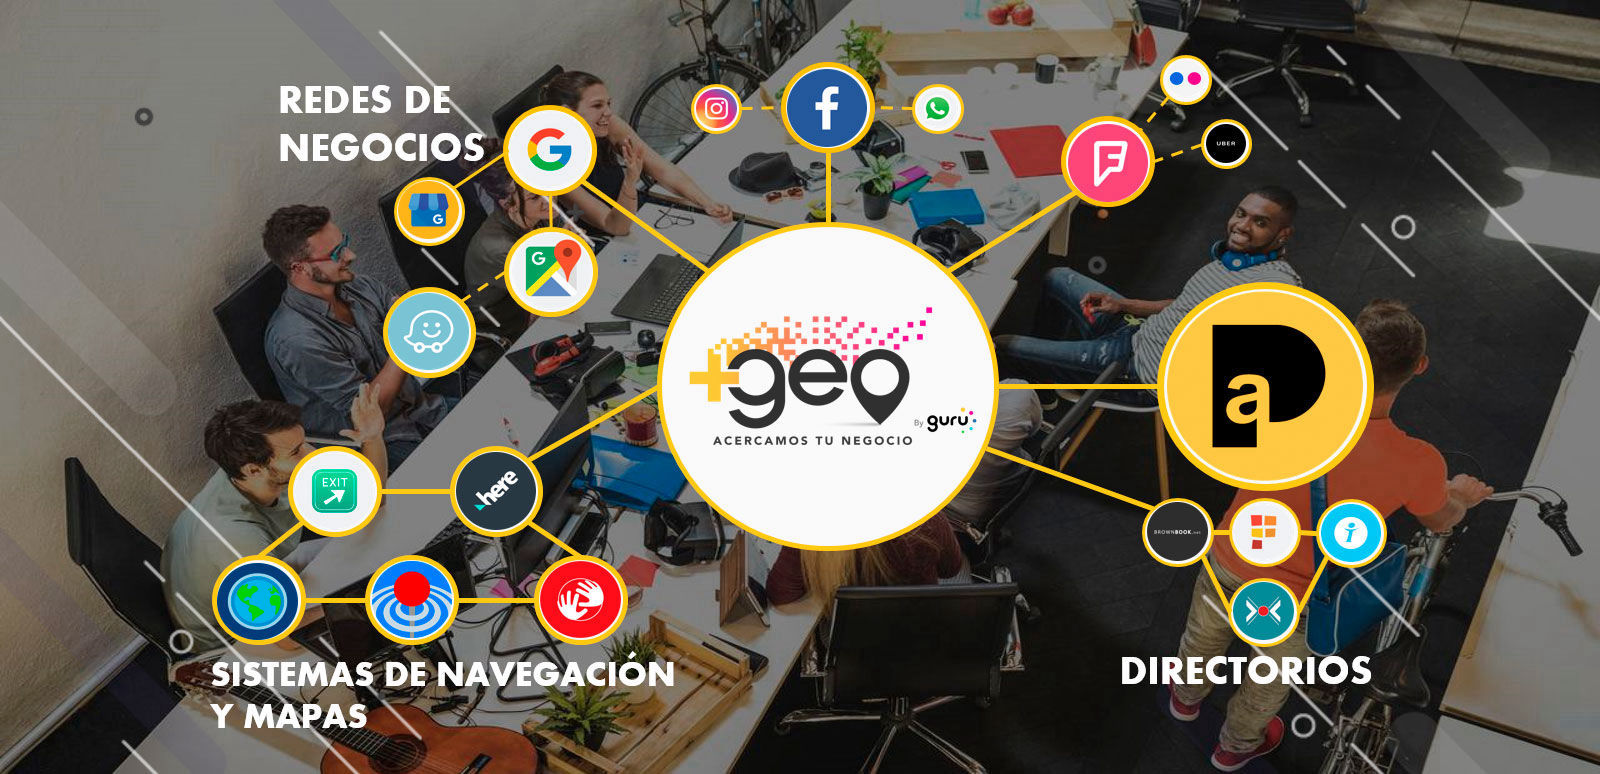 REDES DE
NEGOCIOS
G
G
G
f
F
UBER
+geo
By guru
ACERCAMOS TU NEGOCIO
Pa
EXIT
here
BROWNBOOK.net
i
SISTEMAS DE NAVEGACIÓN
Y MAPAS
DIRECTORIOS